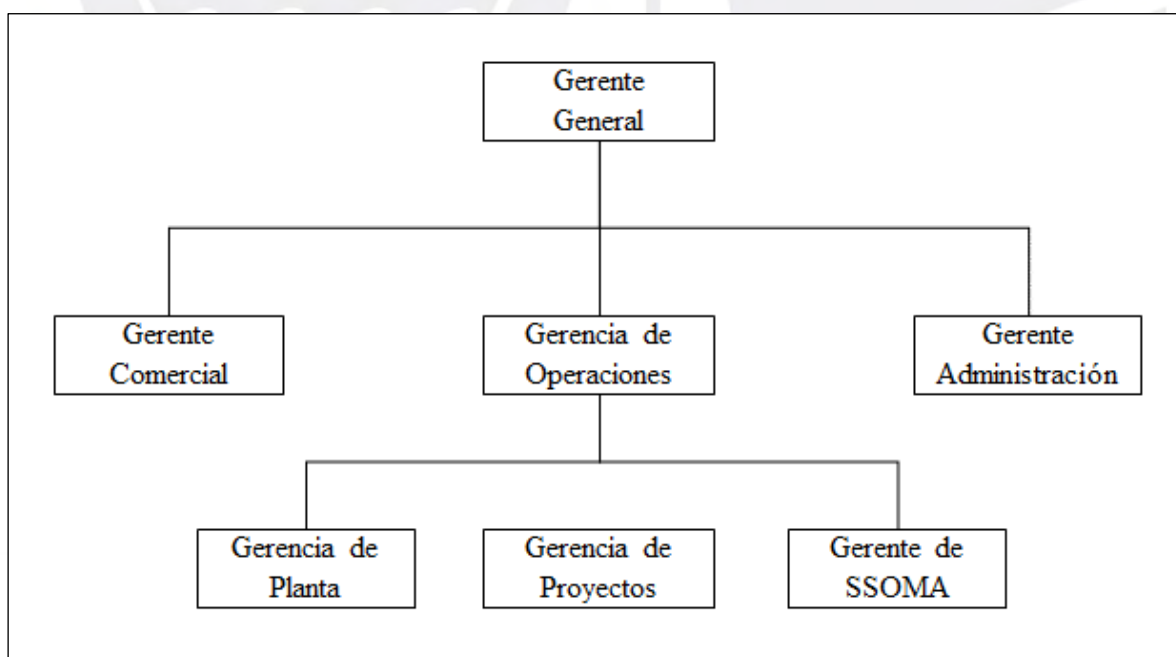 Gerente
General
Gerente
Comercial
Gerencia de
Operaciones
Gerente
Administración
Gerencia de
Planta
Gerencia de
Proyectos
Gerente de
SSOMA